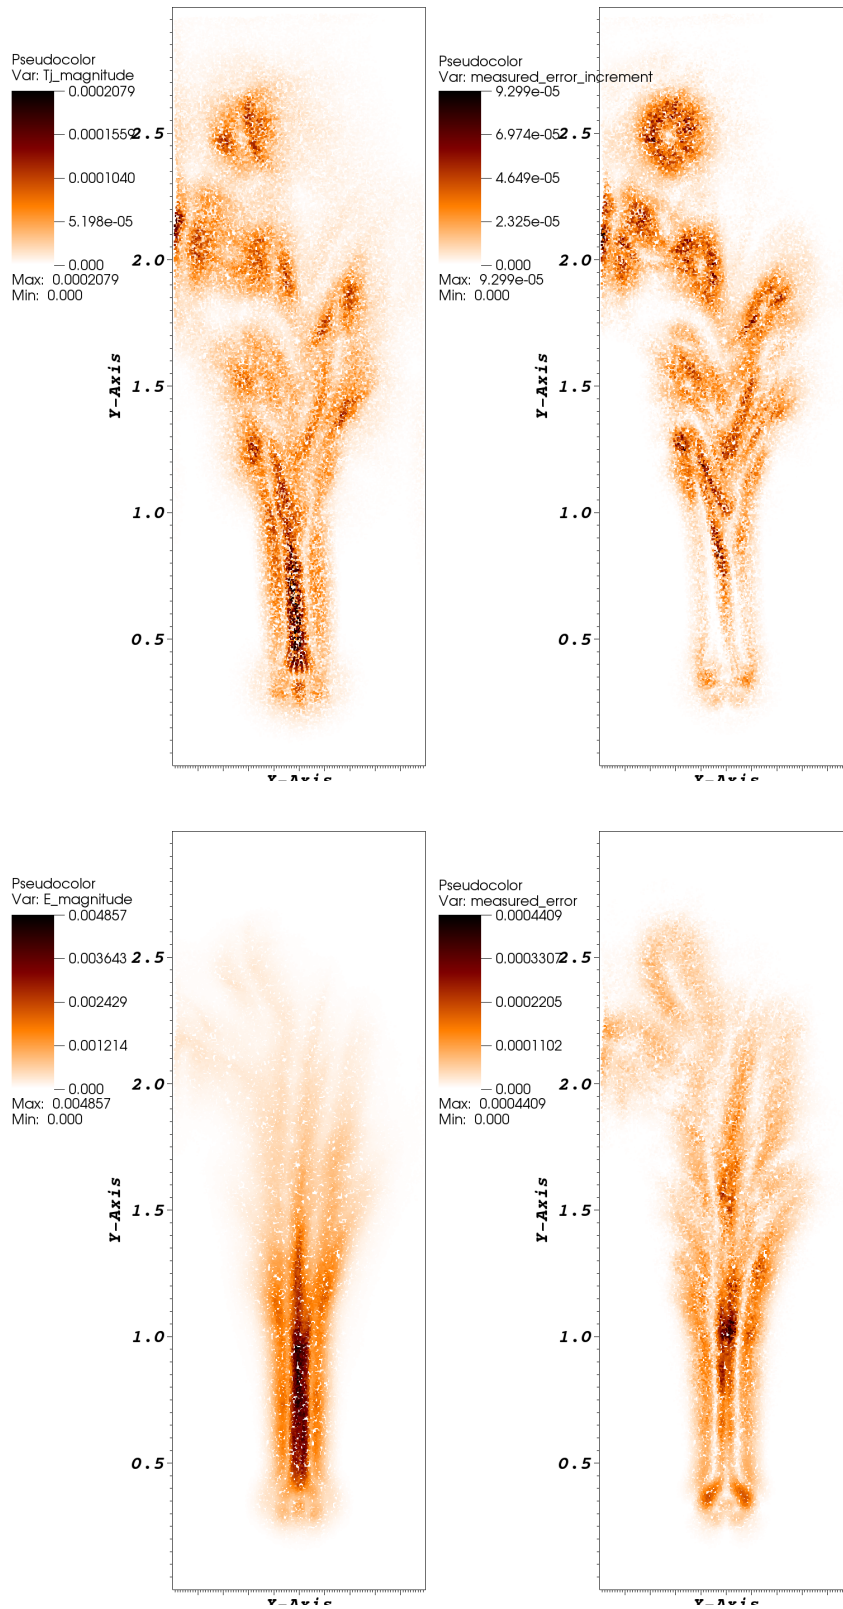 Pseudocolor
Var: Tj_magnitude
0.0002079
0.0001559
0.0001040
5.198e-05
0.000
Max: 0.0002079
Min: 0.000
2.5
2.0
1.5
1.0
0.5
Y-Axis
Pseudocolor
Var: measured_error_increment
9.299e-05
6.974e-05
4.649e-05
2.325e-05
0.000
Max: 9.299e-05
Min: 0.000
2.5
2.0
1.5
1.0
0.5
Y-Axis
Pseudocolor
Var: E_magnitude
0.004857
0.003643
0.002429
0.001214
0.000
Max: 0.004857
Min: 0.000
2.5
2.0
1.5
1.0
0.5
Y-Axis
Pseudocolor
Var: measured_error
0.0004409
0.0003307
0.0002205
0.0001102
0.000
Max: 0.0004409
Min: 0.000
2.5
2.0
1.5
1.0
0.5
Y-Axis